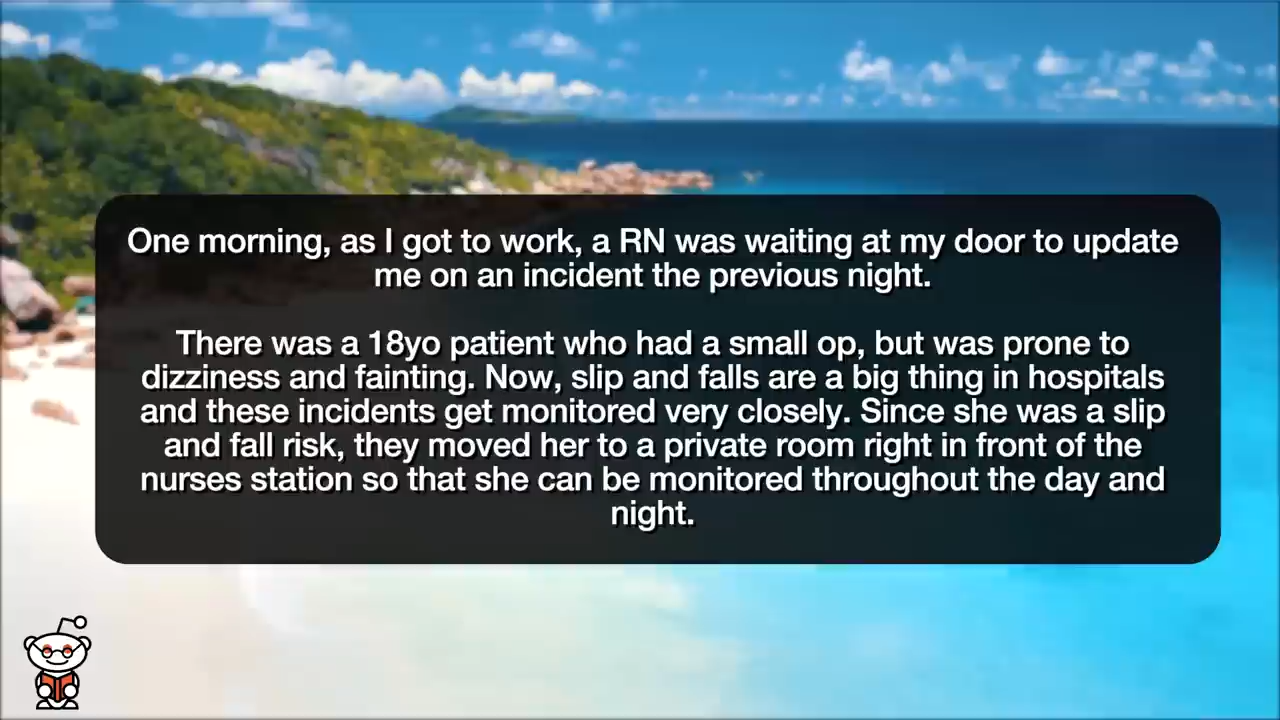 One morning, as I got to work, a RN was waiting at my door to update
me on an incident the previous night.
There was a 18yo patient who had a small op, but was prone to
dizziness and fainting. Now, slip and falls are a big thing in hospitals
and these incidents get monitored very closely. Since she was a slip
and fall risk, they moved her to a private room right in front of the
nurses station so that she can be monitored throughout the day and
night.